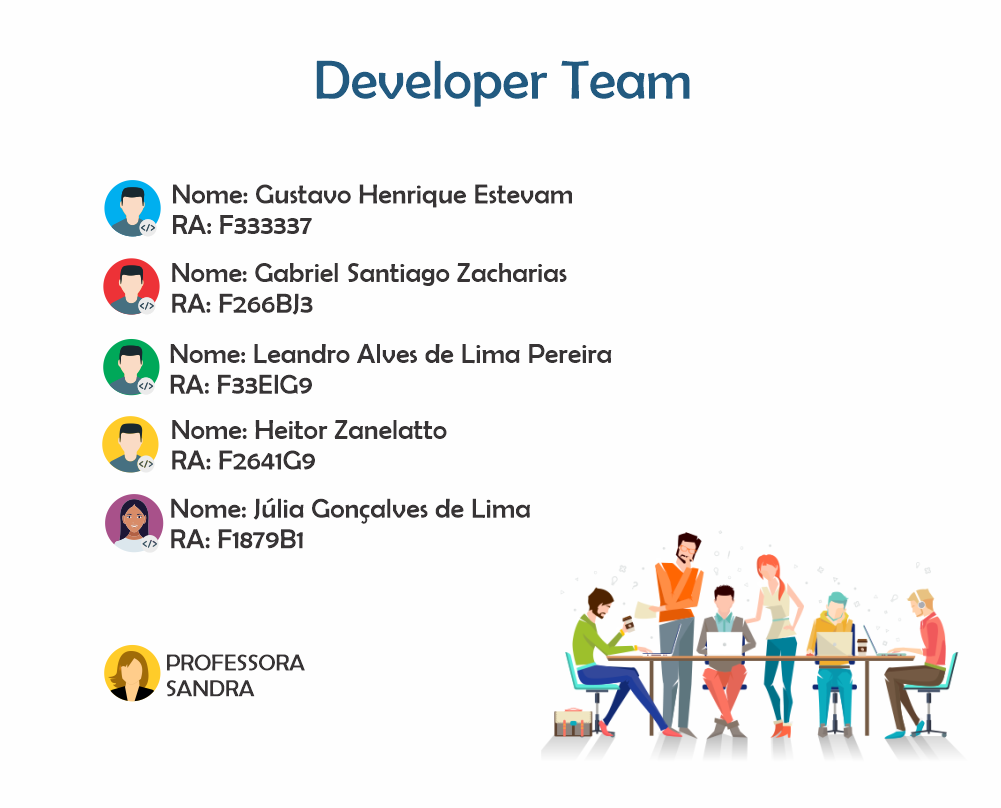 Developer Team
Nome: Gustavo Henrique Estevam
RA: F333337
Nome: Gabriel Santiago Zacharias
RA: F266BJ3
Nome: Leandro Alves de Lima Pereira
RA: F33EIG9
Nome: Heitor Zanelatto
RA: F2641G9
Nome: Júlia Gonçalves de Lima
RA: F1879B1
PROFESSORA
SANDRA